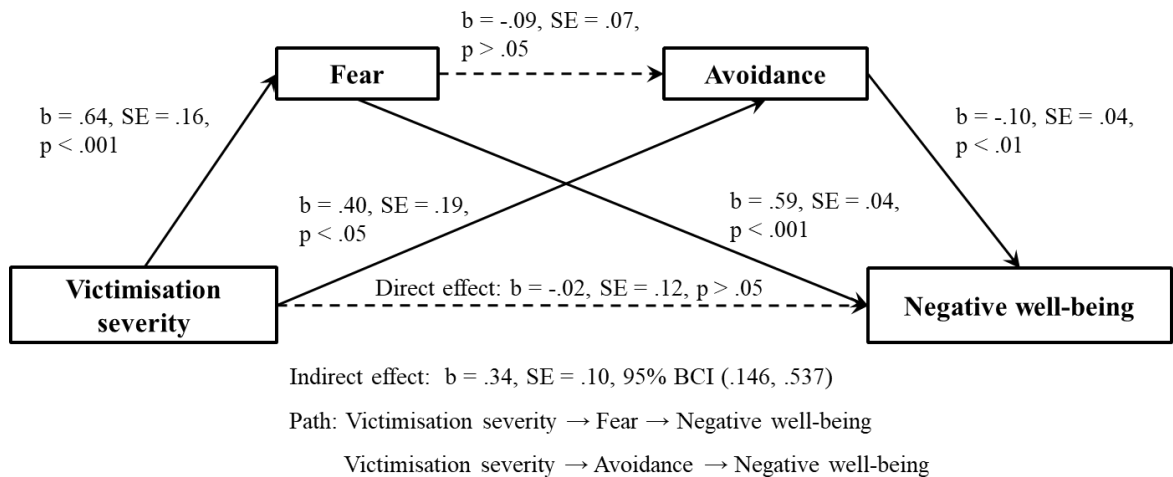 b = -.09, SE = .07,
p > .05
Fear
Avoidance
b = .64, SE = .16,
p < .001
b = -.10, SE = .04,
p < .01
b = .40, SE = .19,
p < .05
b = .59, SE = .04,
p < .001
Victimisation
severity
Direct effect: b = -.02, SE = .12, p > .05
Negative well-being
Indirect effect: b = .34, SE = .10, 95% BCI (.146, .537)
Path: Victimisation severity → Fear → Negative well-being
Victimisation severity → Avoidance → Negative well-being